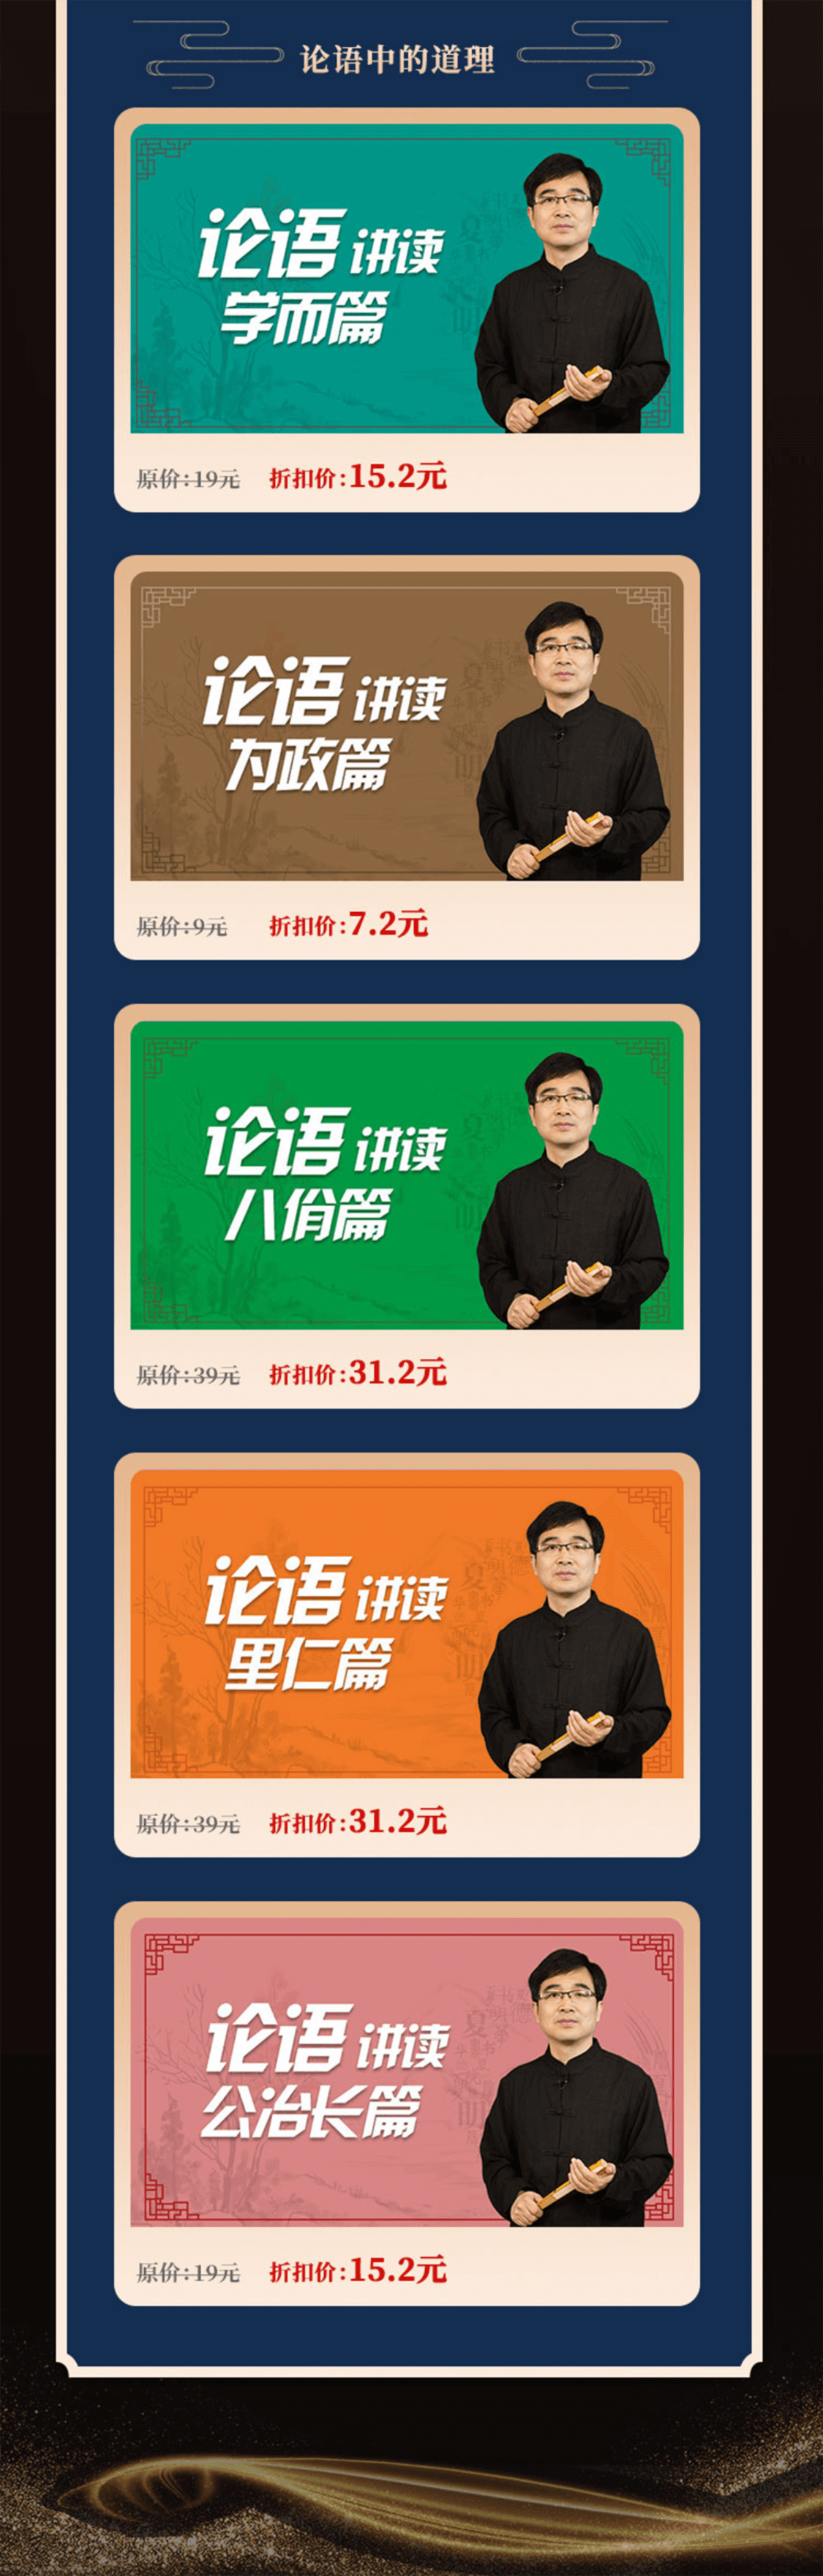 论语中的道理
论语 讲读
学而篇
原价:19元 折扣价:15.2元
论语 讲读
为政篇
原价:9元 折扣价:7.2元
论语 讲读
八佾篇
原价:39元 折扣价:31.2元
论语 讲读
里仁篇
原价:39元 折扣价:31.2元
论语 讲读
公冶长篇
原价:19元 折扣价:15.2元